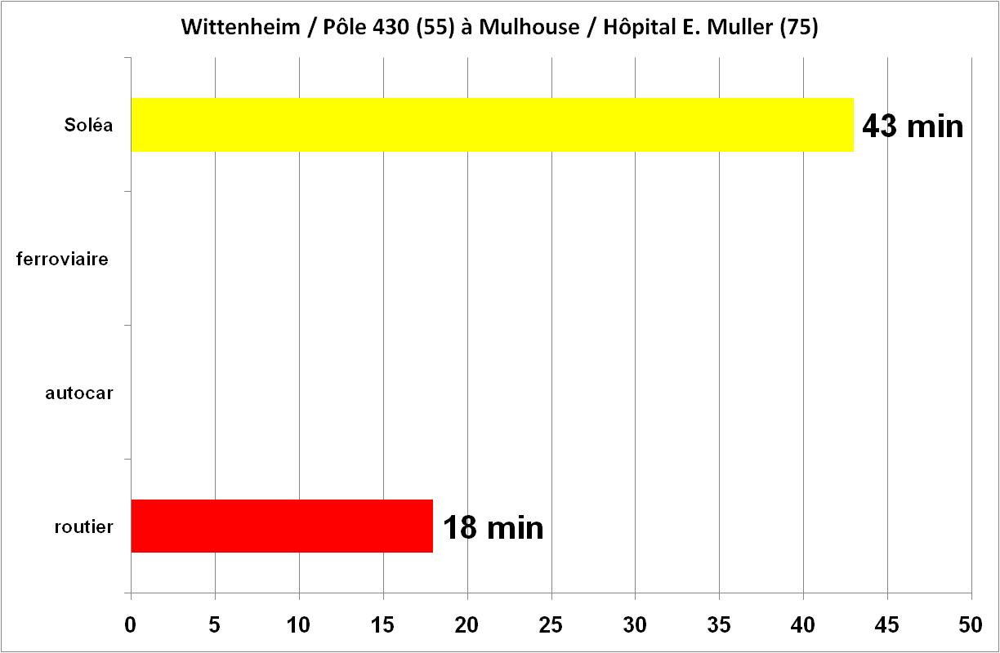 Wittenheim / Pôle 430 (55) à Mulhouse / Hôpital E. Muller (75)
Soléa
43 min
ferroviaire
autocar
routier
18 min
0 5 10 15 20 25 30 35 40 45 50